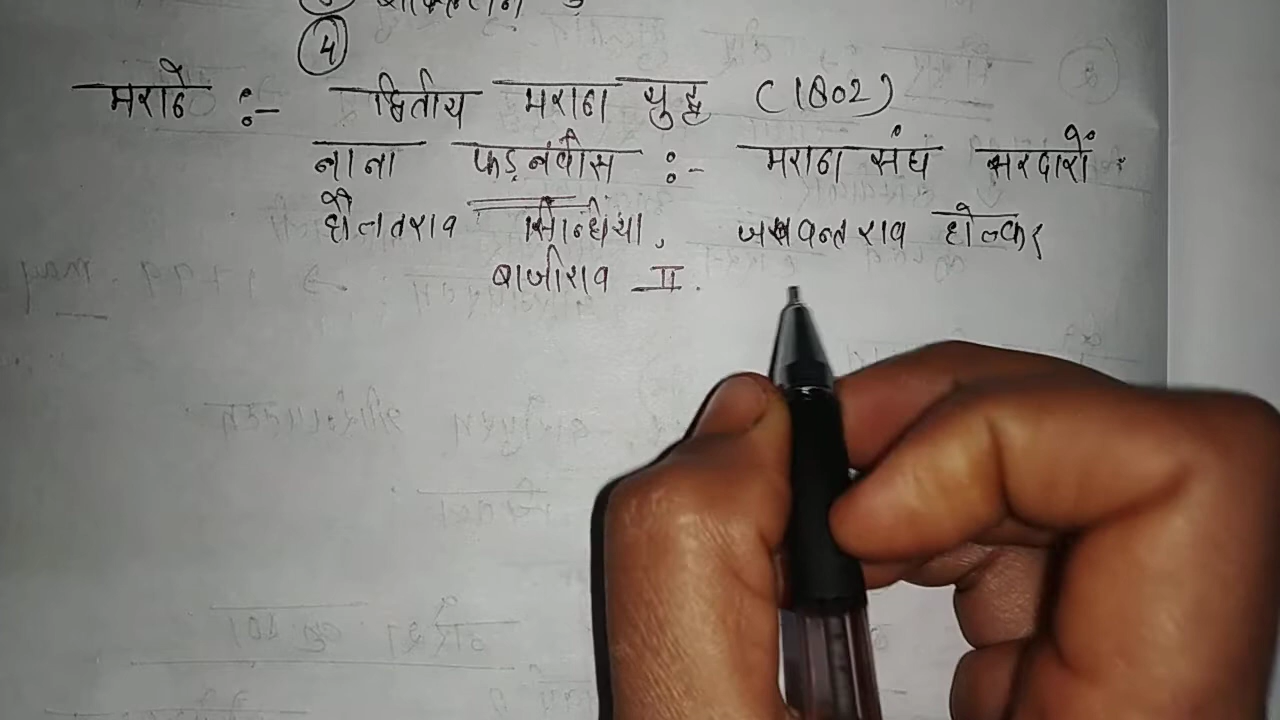 ④
मराठे :- द्वितीय मराठा युद्ध (1802)
नाना फड़नवीस :- मराठा संघ सरदारों
दौलतराव सिन्धिया, जसवन्तराव होल्कर
बाजीराव II.